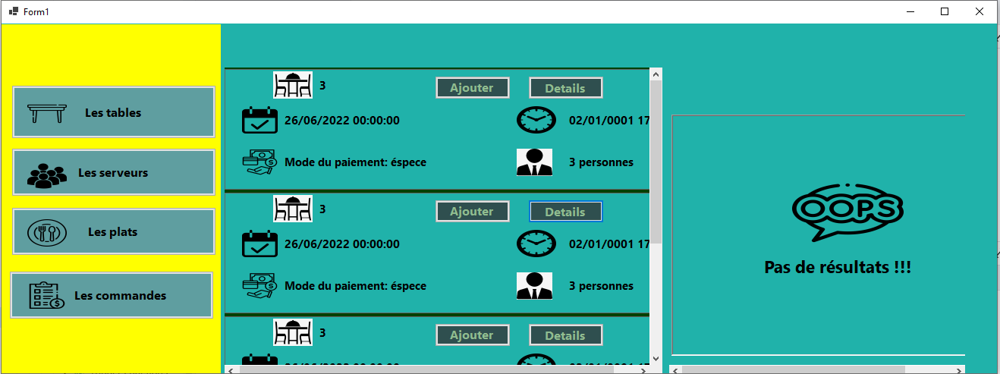 Form1
Les tables
Les serveurs
Les plats
Les commandes
3
Ajouter
Details
26/06/2022 00:00:00
02/01/0001 17
Mode du paiement: éspece
3 personnes
3
Ajouter
Details
26/06/2022 00:00:00
02/01/0001 17
Mode du paiement: éspece
3 personnes
3
Ajouter
Details
OOPS
Pas de résultats !!!